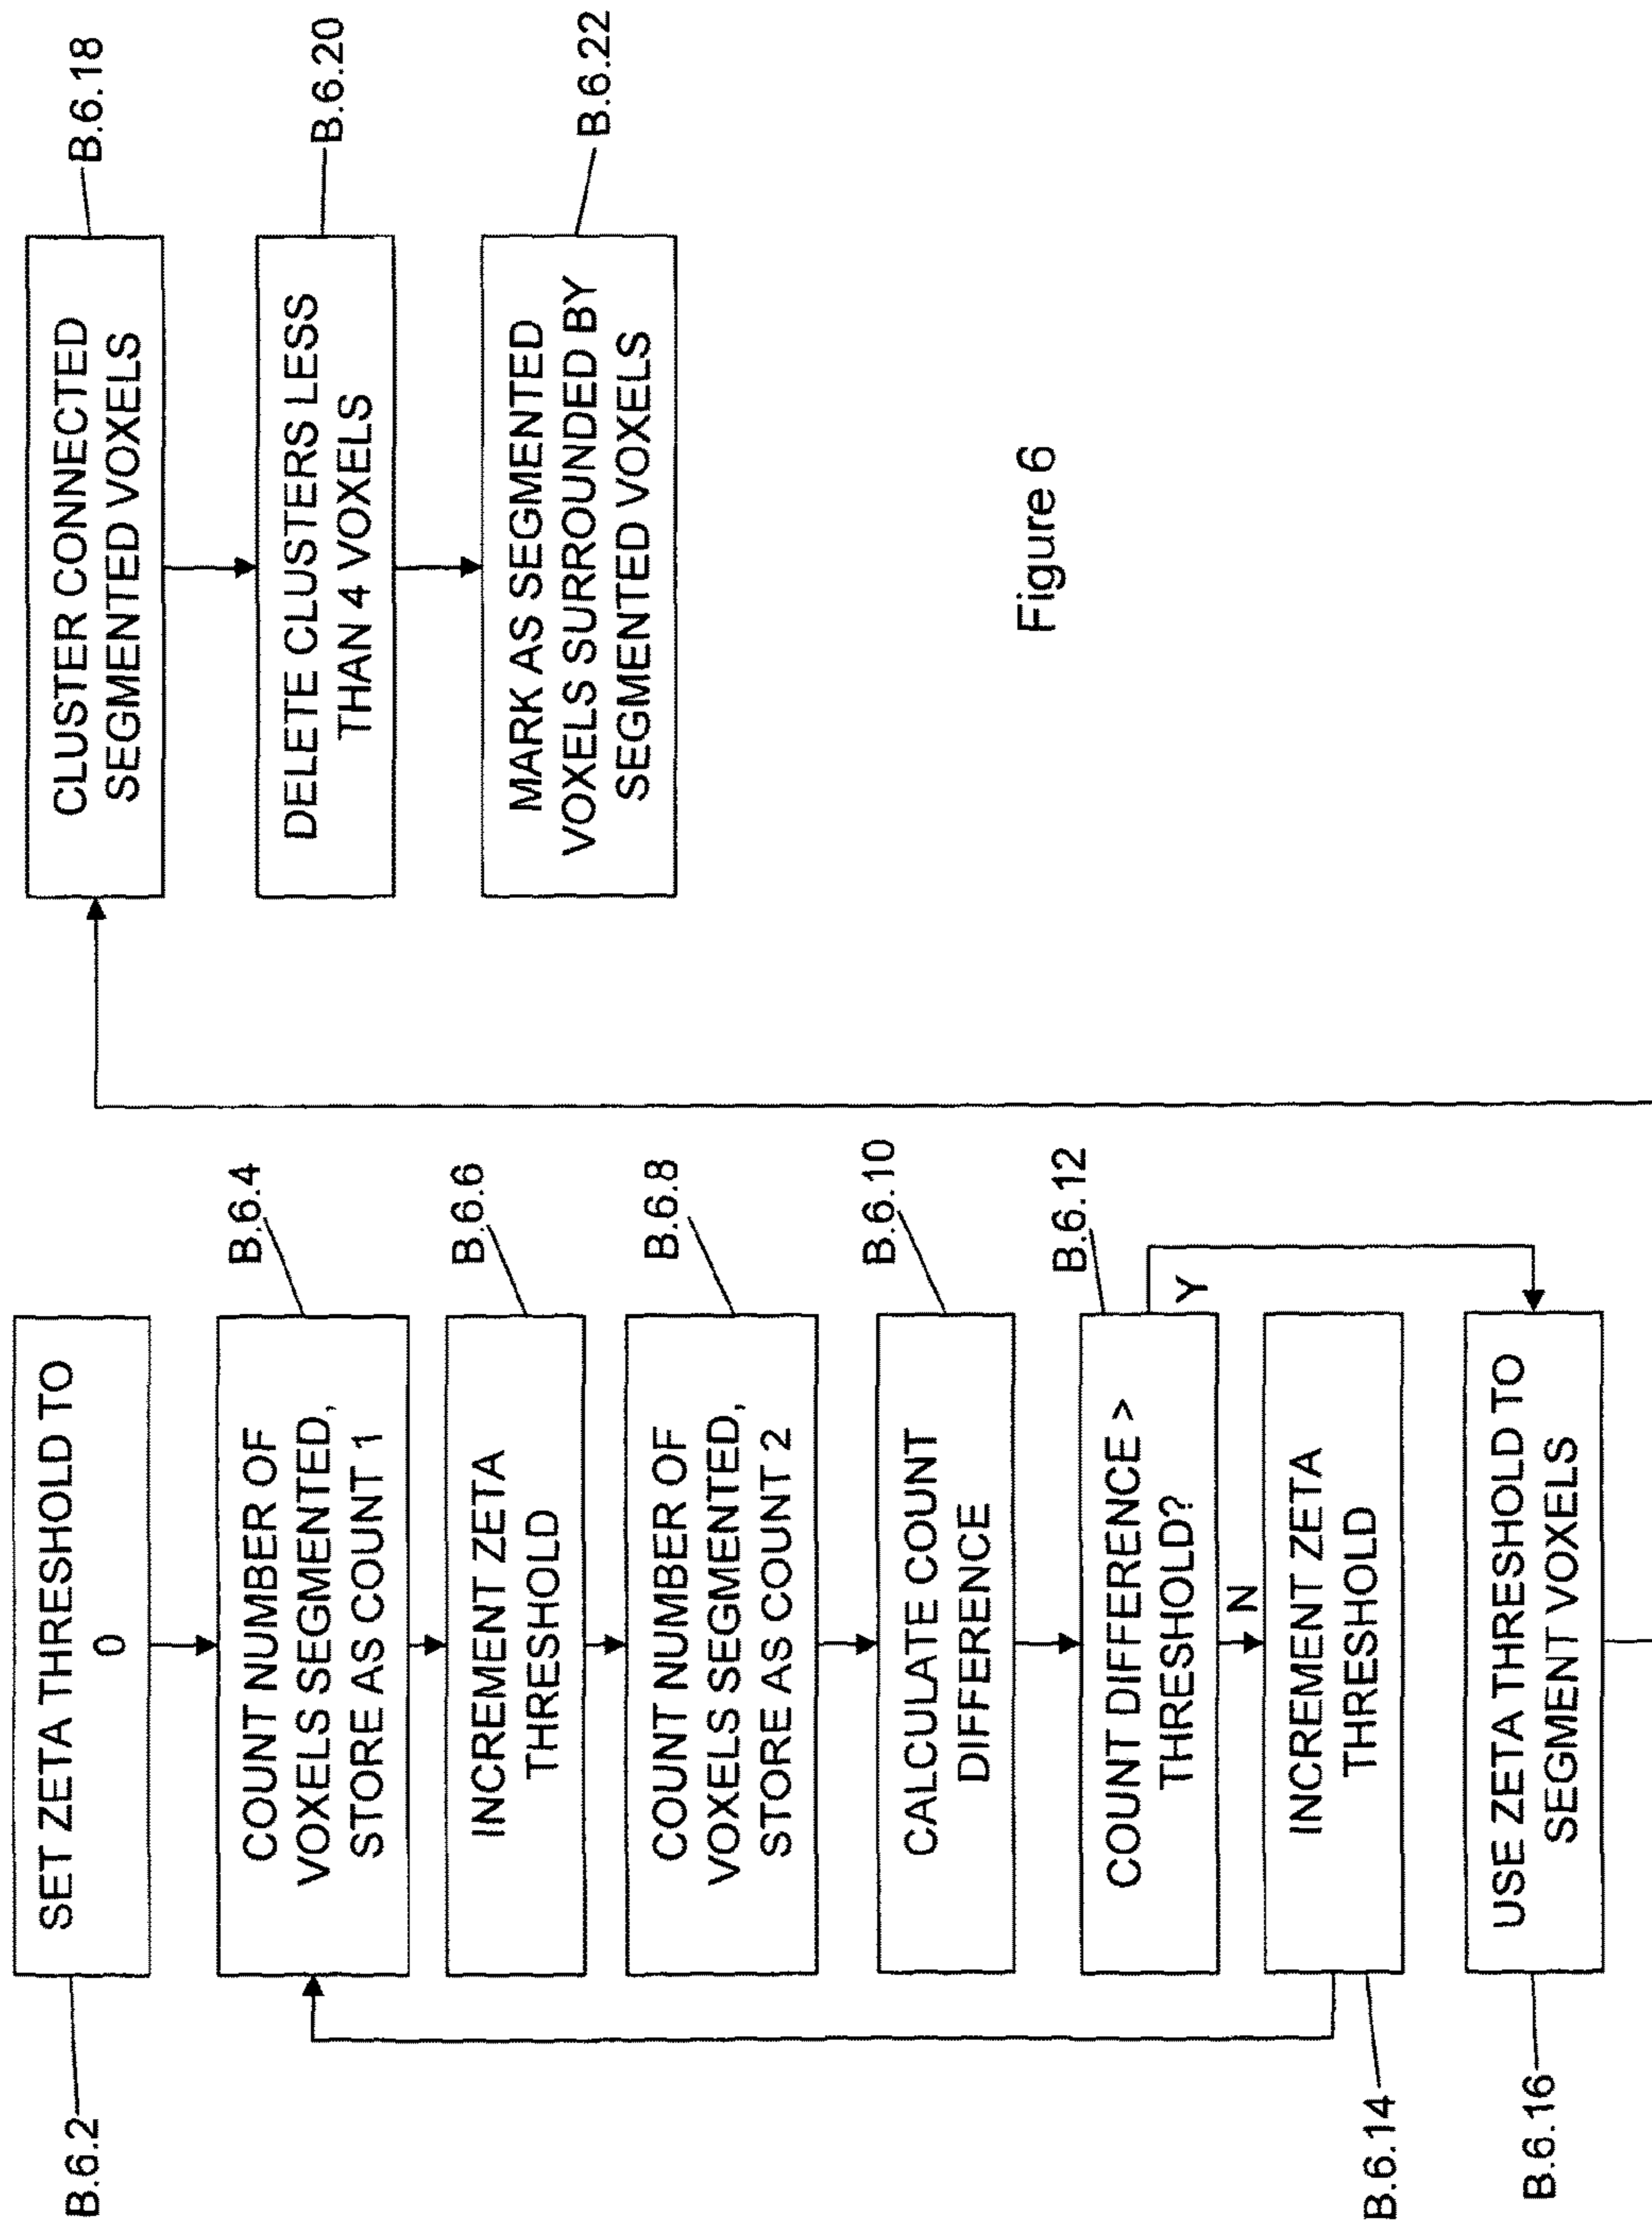 SET ZETA THRESHOLD TO
0
B.6.2
COUNT NUMBER OF
VOXELS SEGMENTED,
STORE AS COUNT 1
B.6.4
INCREMENT ZETA
THRESHOLD
B.6.6
COUNT NUMBER OF
VOXELS SEGMENTED,
STORE AS COUNT 2
B.6.8
CALCULATE COUNT
DIFFERENCE
B.6.10
COUNT DIFFERENCE >
THRESHOLD?
B.6.12
Y
N
INCREMENT ZETA
THRESHOLD
B.6.14
USE ZETA THRESHOLD TO
SEGMENT VOXELS
B.6.16
CLUSTER CONNECTED
SEGMENTED VOXELS
B.6.18
DELETE CLUSTERS LESS
THAN 4 VOXELS
B.6.20
MARK AS SEGMENTED
VOXELS SURROUNDED BY
SEGMENTED VOXELS
B.6.22
Figure 6